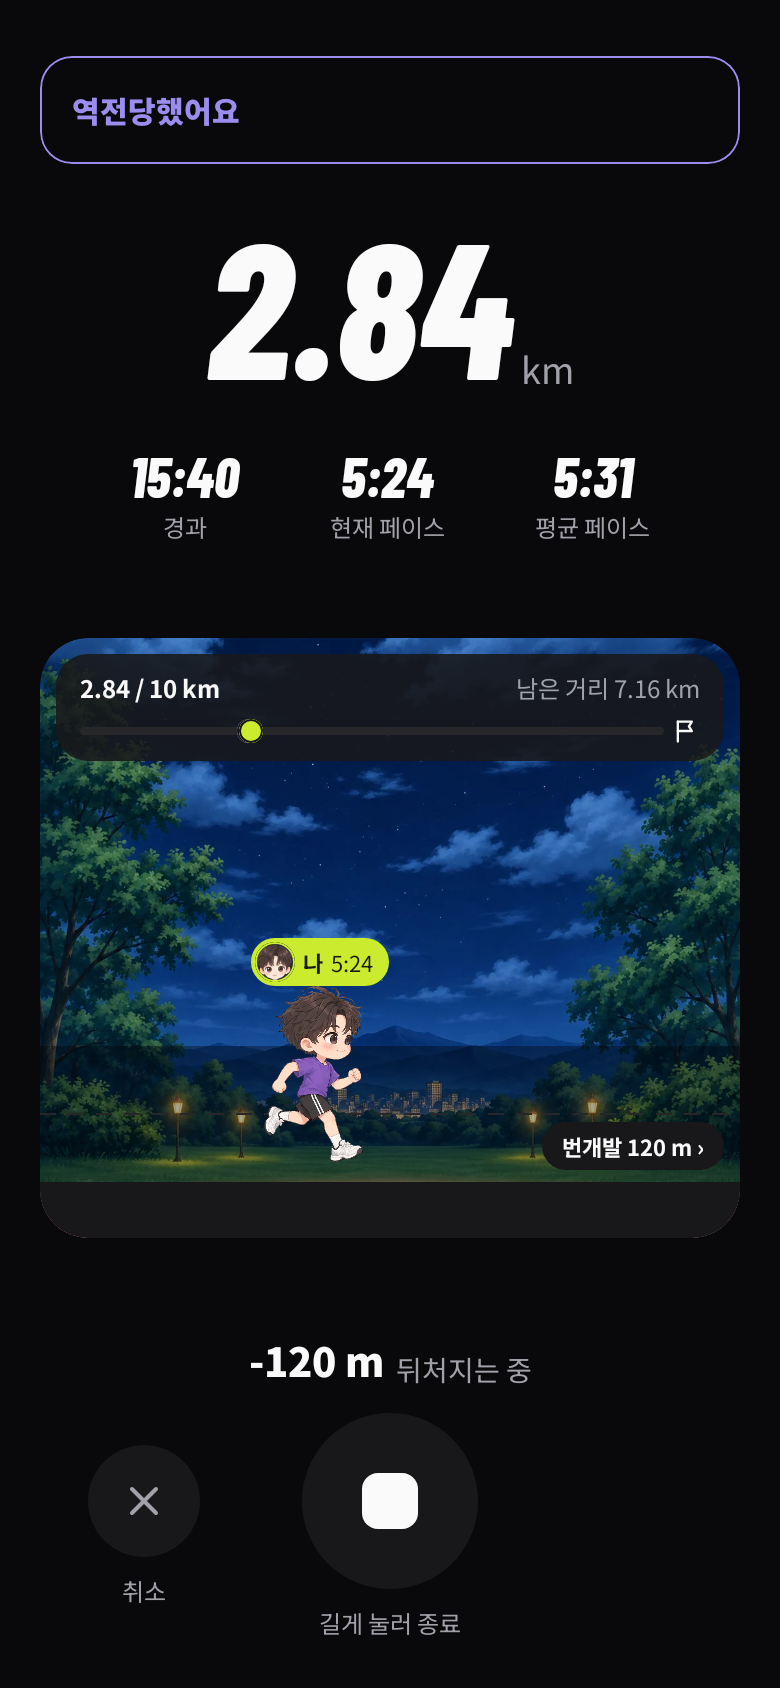 역전당했어요
2.84 km
15:40 5:24 5:31
경과 현재 페이스 평균 페이스
2.84 / 10 km 남은 거리 7.16 km
나 5:24
번개발 120 m ›
-120 m 뒤처지는 중
취소
길게 눌러 종료